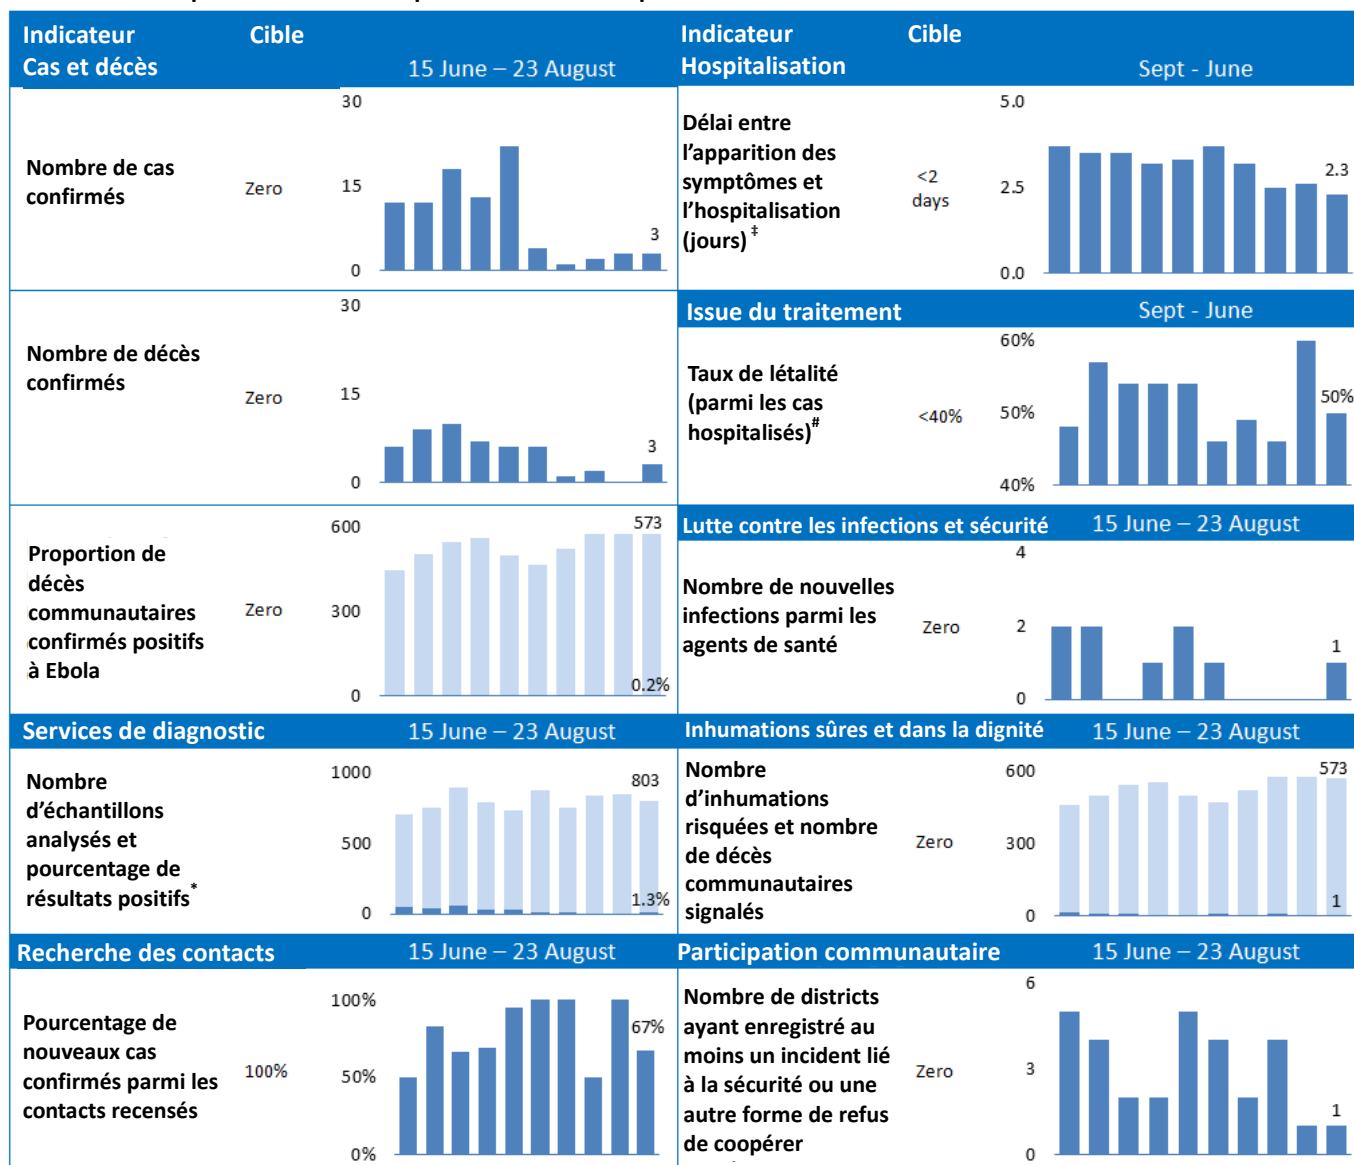 Indicateur Cible
Cas et décès 15 June – 23 August
30
15
0
Nombre de cas
confirmés
Zero
3
30
15
0
Nombre de décès
confirmés
Zero
3
600
300
0
Proportion de
décès
communautaires
confirmés positifs
à Ebola
Zero
573
0.2%
Services de diagnostic 15 June – 23 August
1000
500
0
Nombre
d'échantillons
analysés et
pourcentage de
résultats positifs*
803
1.3%
Recherche des contacts 15 June – 23 August
100%
50%
0%
Pourcentage de
nouveaux cas
confirmés parmi les
contacts recensés
100%
67%
Indicateur Cible
Hospitalisation Sept - June
5.0
2.5
0.0
Délai entre
l'apparition des
symptômes et
l'hospitalisation
(jours) ‡
<2
days
2.3
Issue du traitement Sept - June
60%
50%
40%
Taux de létalité
(parmi les cas
hospitalisés)#
<40%
50%
Lutte contre les infections et sécurité 15 June – 23 August
4
2
0
Nombre de nouvelles
infections parmi les
agents de santé
Zero
1
Inhumations sûres et dans la dignité 15 June – 23 August
600
300
0
Nombre
d'inhumations
risquées et nombre
de décès
communautaires
signalés
Zero
573
1
Participation communautaire 15 June – 23 August
6
3
0
Nombre de districts
ayant enregistré au
moins un incident lié
à la sécurité ou une
autre forme de refus
de coopérer
Zero
1